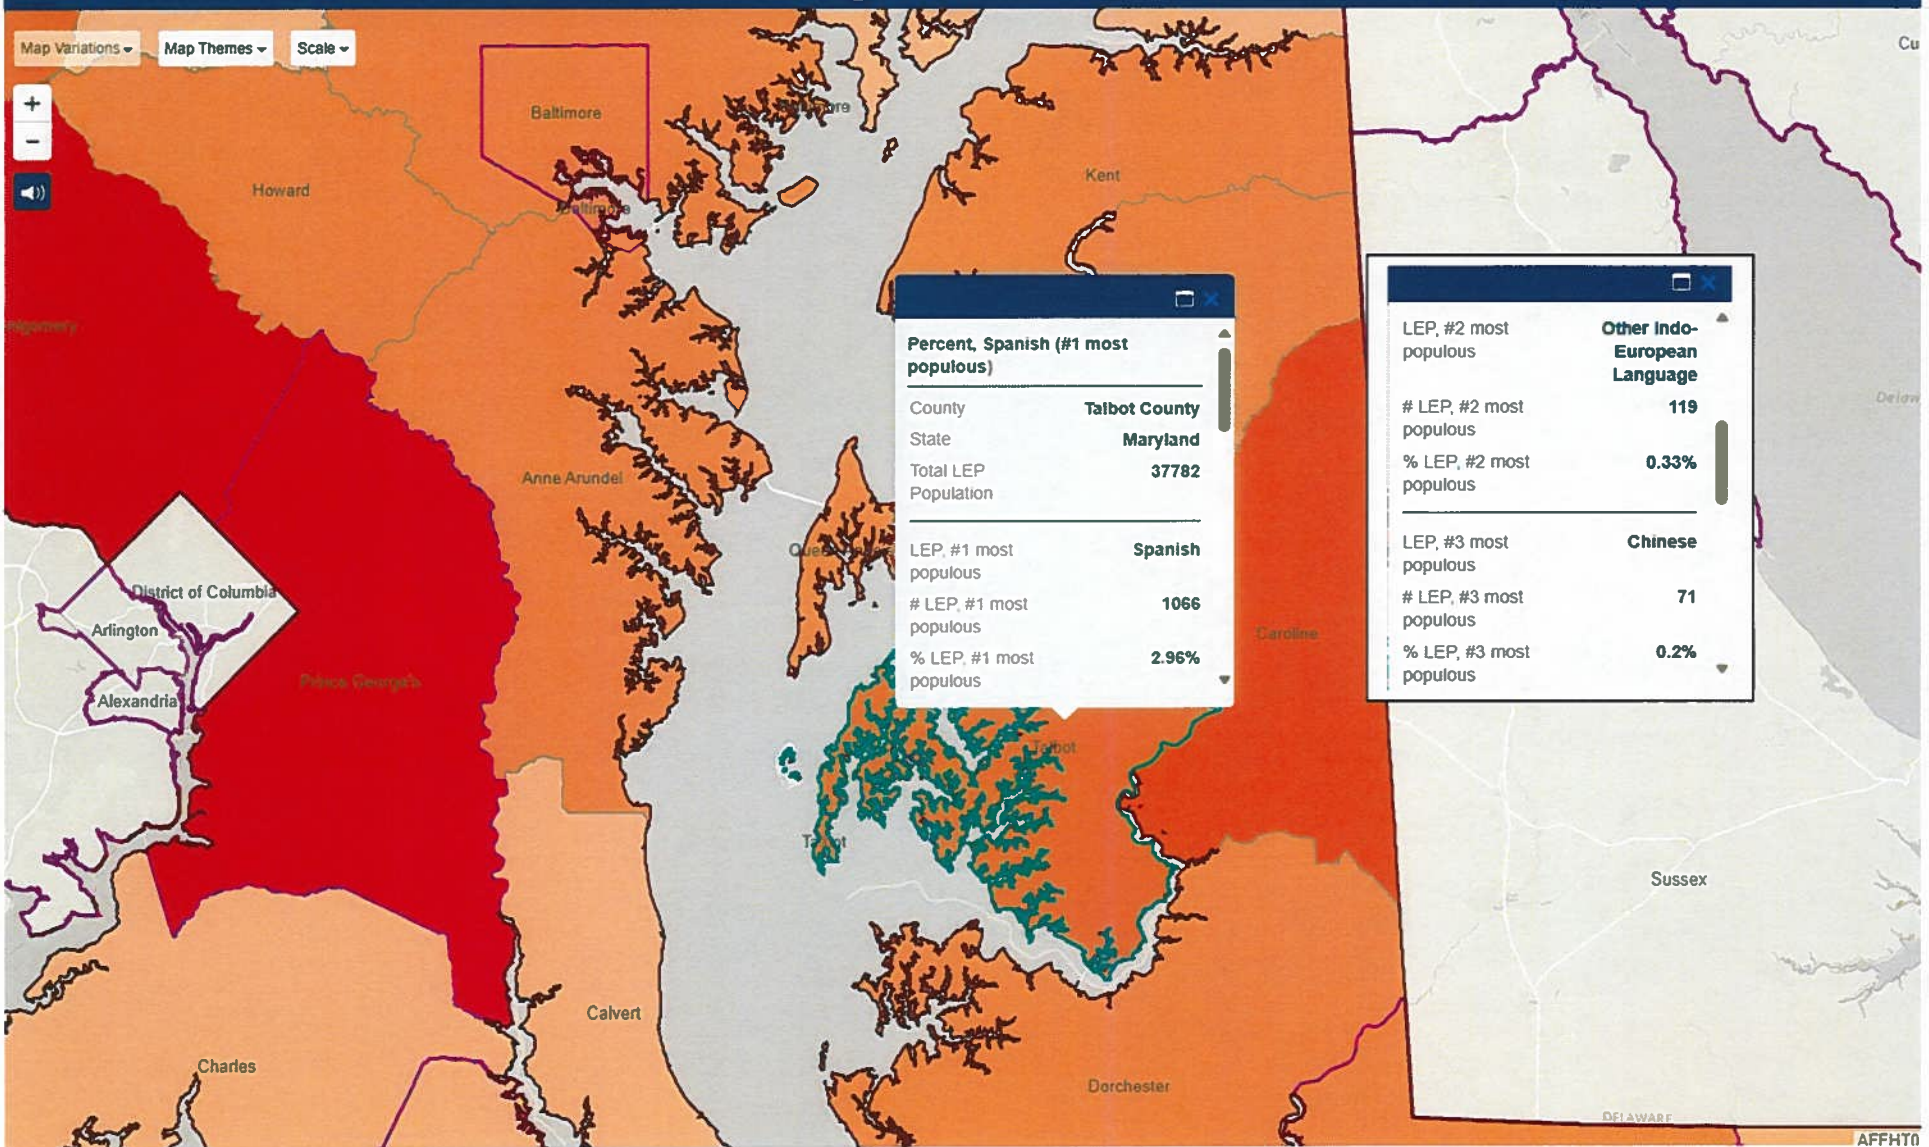 Map Variations
Map Themes
Scale
+
−
Cu
Baltimore
Howard
Kent
Baltimore
Anne Arundel
District of Columbia
Arlington
Alexandria
Prince George's
Caroline
Talbot
Calvert
Charles
Dorchester
Sussex
DELAWARE
Delaw
AFFHT0
Percent, Spanish (#1 most
populous)
County Talbot County
State Maryland
Total LEP 37782
Population
LEP, #1 most Spanish
populous
# LEP, #1 most 1066
populous
% LEP, #1 most 2.96%
populous
LEP, #2 most Other Indo-
populous European
Language
# LEP, #2 most 119
populous
% LEP, #2 most 0.33%
populous
LEP, #3 most Chinese
populous
# LEP, #3 most 71
populous
% LEP, #3 most 0.2%
populous